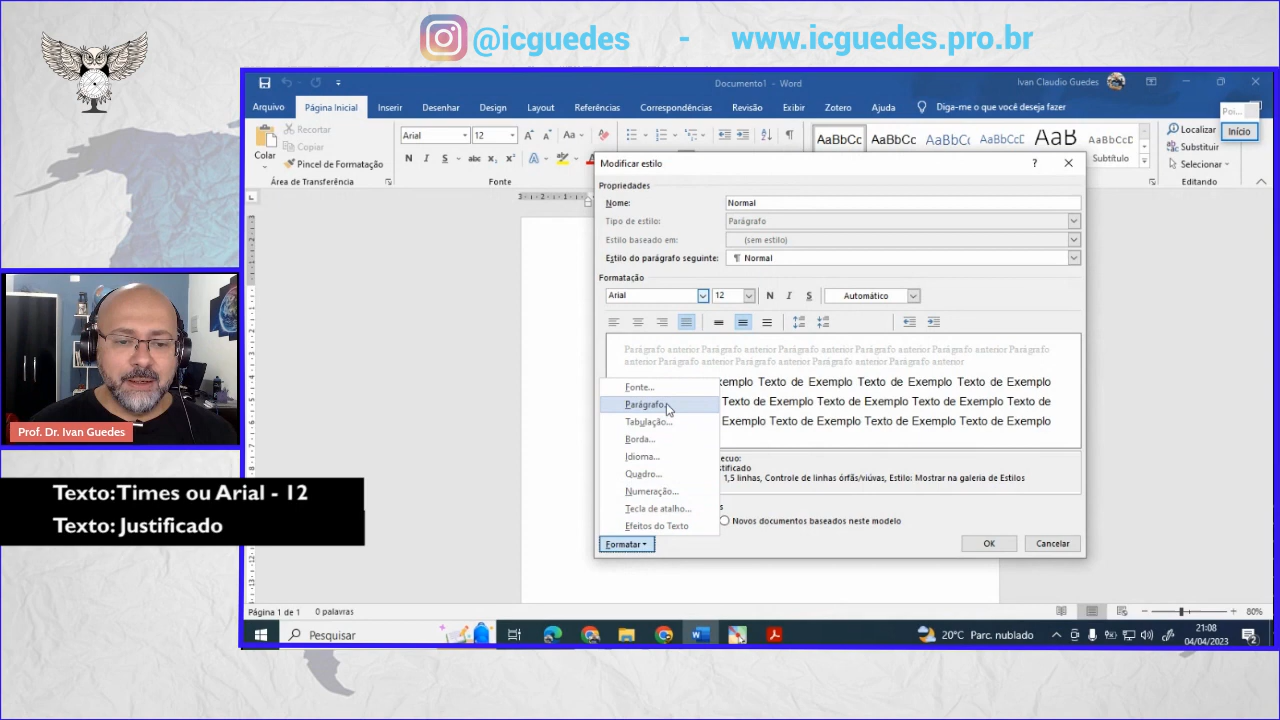 @icguedes - www.icguedes.pro.br
Documento1 - Word
Ivan Claudio Guedes
Arquivo Página Inicial Inserir Desenhar Design Layout Referências Correspondências Revisão Exibir Zotero Ajuda Diga-me o que você deseja fazer
Colar
Recortar
Copiar
Pincel de Formatação
Área de Transferência
Arial 12
Fonte
AaBbCc AaBbCc AaBbCc AaBbCcC AaB AaBbCcC
Subtítulo
Localizar
Substituir
Selecionar
Editando
Início
Modificar estilo
Propriedades
Nome: Normal
Tipo de estilo: Parágrafo
Estilo baseado em: (sem estilo)
Estilo do parágrafo seguinte: ¶ Normal
Formatação
Arial 12 N I S Automático
Parágrafo anterior Parágrafo anterior Parágrafo anterior Parágrafo anterior Parágrafo anterior Parágrafo
anterior Parágrafo anterior Parágrafo anterior Parágrafo anterior Parágrafo anterior
Texto de Exemplo Texto de Exemplo Texto de Exemplo
Texto de Exemplo Texto de Exemplo Texto de Exemplo Texto de
Exemplo Texto de Exemplo Texto de Exemplo Texto de Exemplo
1,5 linhas, Controle de linhas órfãs/viúvas, Estilo: Mostrar na galeria de Estilos
Novos documentos baseados neste modelo
Fonte...
Parágrafo...
Tabulação...
Borda...
Idioma...
Quadro...
Numeração...
Tecla de atalho...
Efeitos do Texto
Formatar
OK
Cancelar
Prof. Dr. Ivan Guedes
Texto: Times ou Arial - 12
Texto: Justificado
Página 1 de 1 0 palavras
80%
Pesquisar
20°C Parc. nublado
21:08
04/04/2023